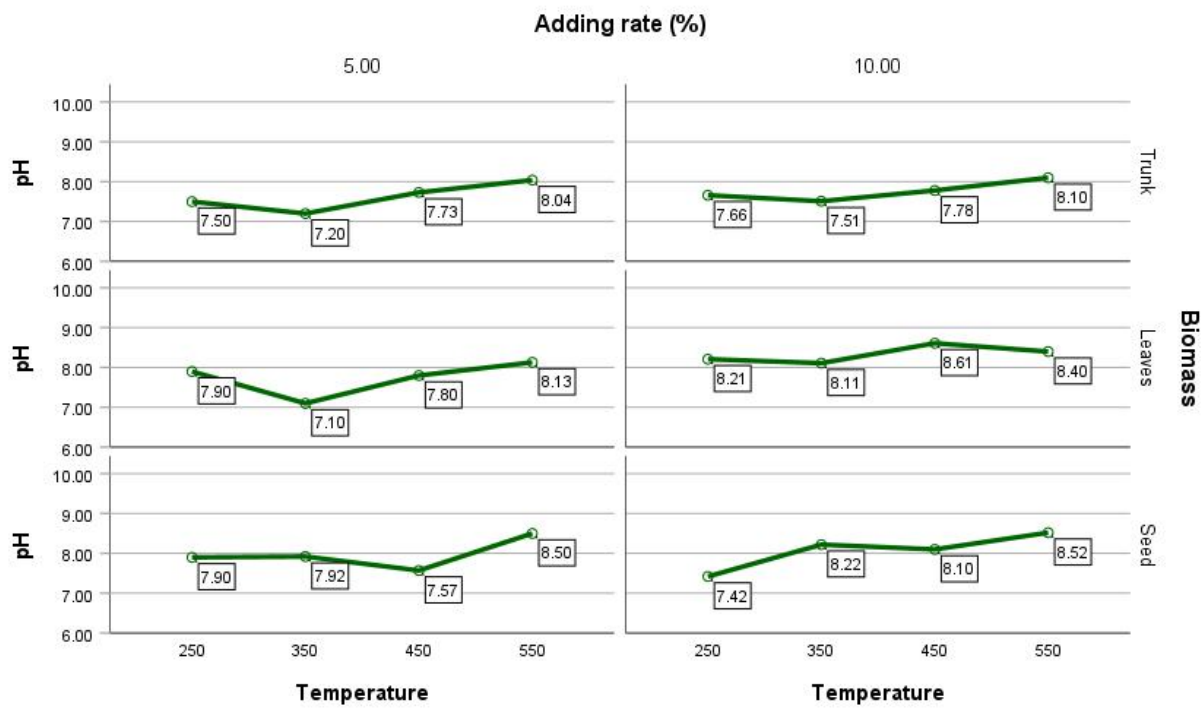 Adding rate (%)
5.00 10.00
10.00
9.00
8.00
7.00
6.00
pH
7.50 7.20 7.73 8.04
7.66 7.51 7.78 8.10
Trunk
10.00
9.00
8.00
7.00
6.00
pH
7.90 7.10 7.80 8.13
8.21 8.11 8.61 8.40
Leaves
Biomass
10.00
9.00
8.00
7.00
6.00
pH
7.90 7.92 7.57 8.50
7.42 8.22 8.10 8.52
Seed
250 350 450 550 250 350 450 550
Temperature Temperature